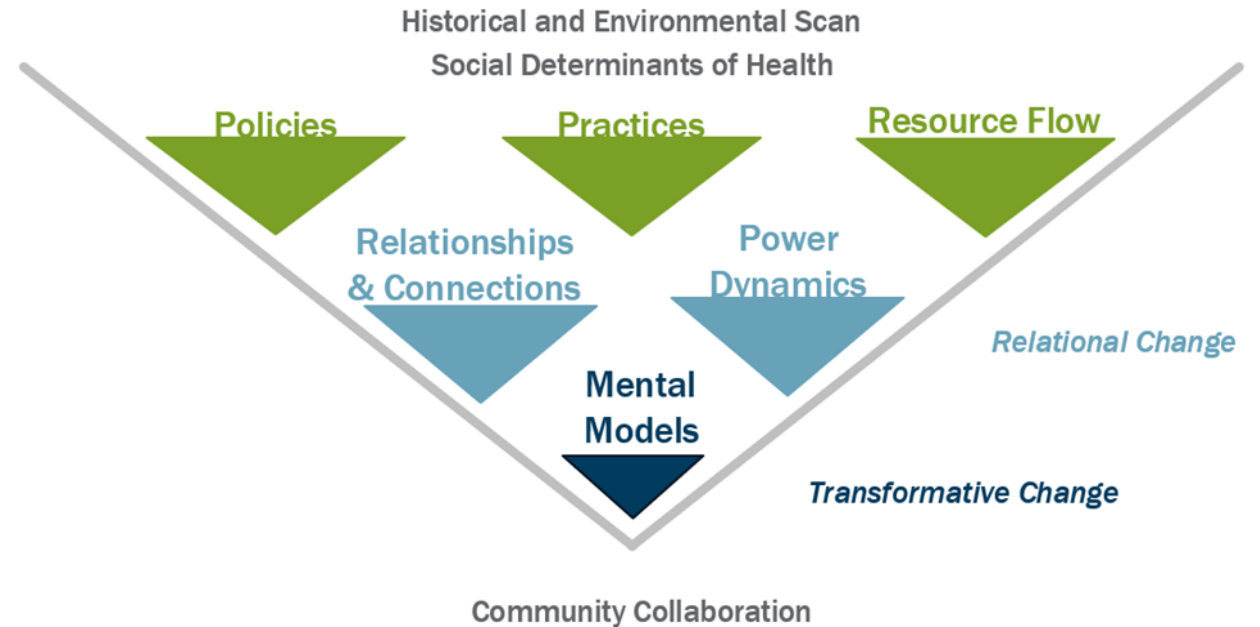 Historical and Environmental Scan
Social Determinants of Health
Policies
Practices
Resource Flow
Relationships
& Connections
Power
Dynamics
Relational Change
Mental
Models
Transformative Change
Community Collaboration